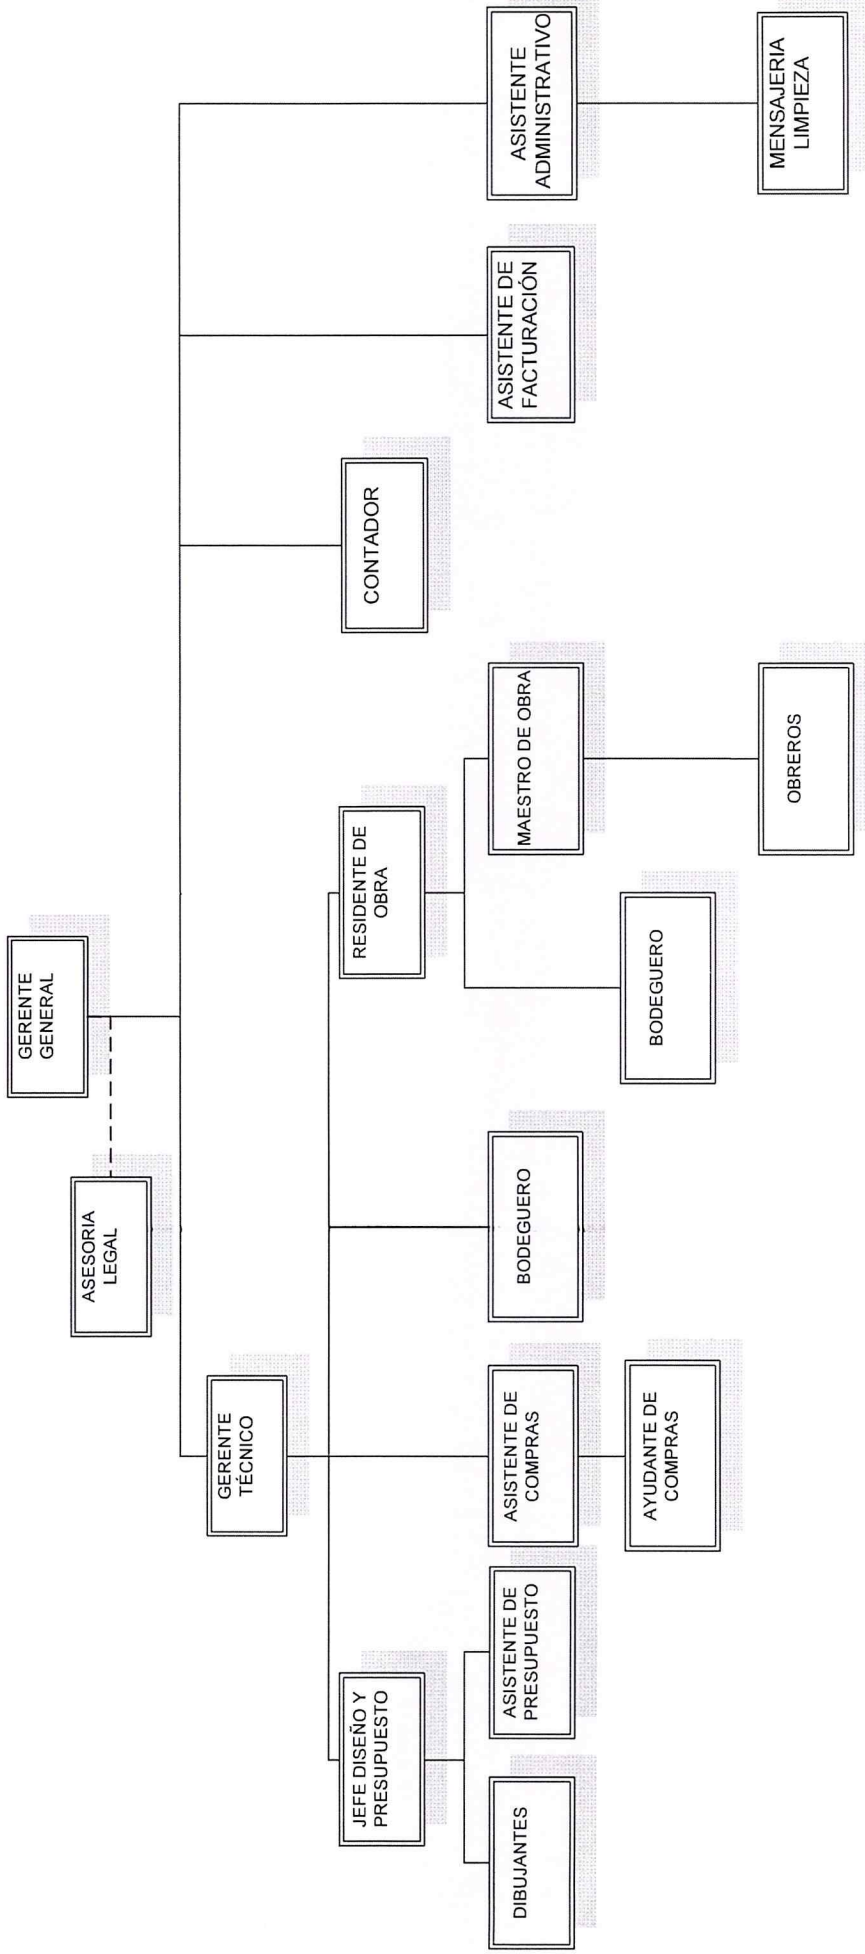 GERENTE
GENERAL
ASESORIA
LEGAL
GERENTE
TÉCNICO
JEFE DISEÑO Y
PRESUPUESTO
RESIDENTE DE
OBRA
CONTADOR
DIBUJANTES
ASISTENTE DE
PRESUPUESTO
ASISTENTE DE
COMPRAS
BODEGUERO
MAESTRO DE OBRA
ASISTENTE DE
FACTURACIÓN
ASISTENTE
ADMINISTRATIVO
AYUDANTE DE
COMPRAS
BODEGUERO
OBREROS
MENSAJERIA
LIMPIEZA